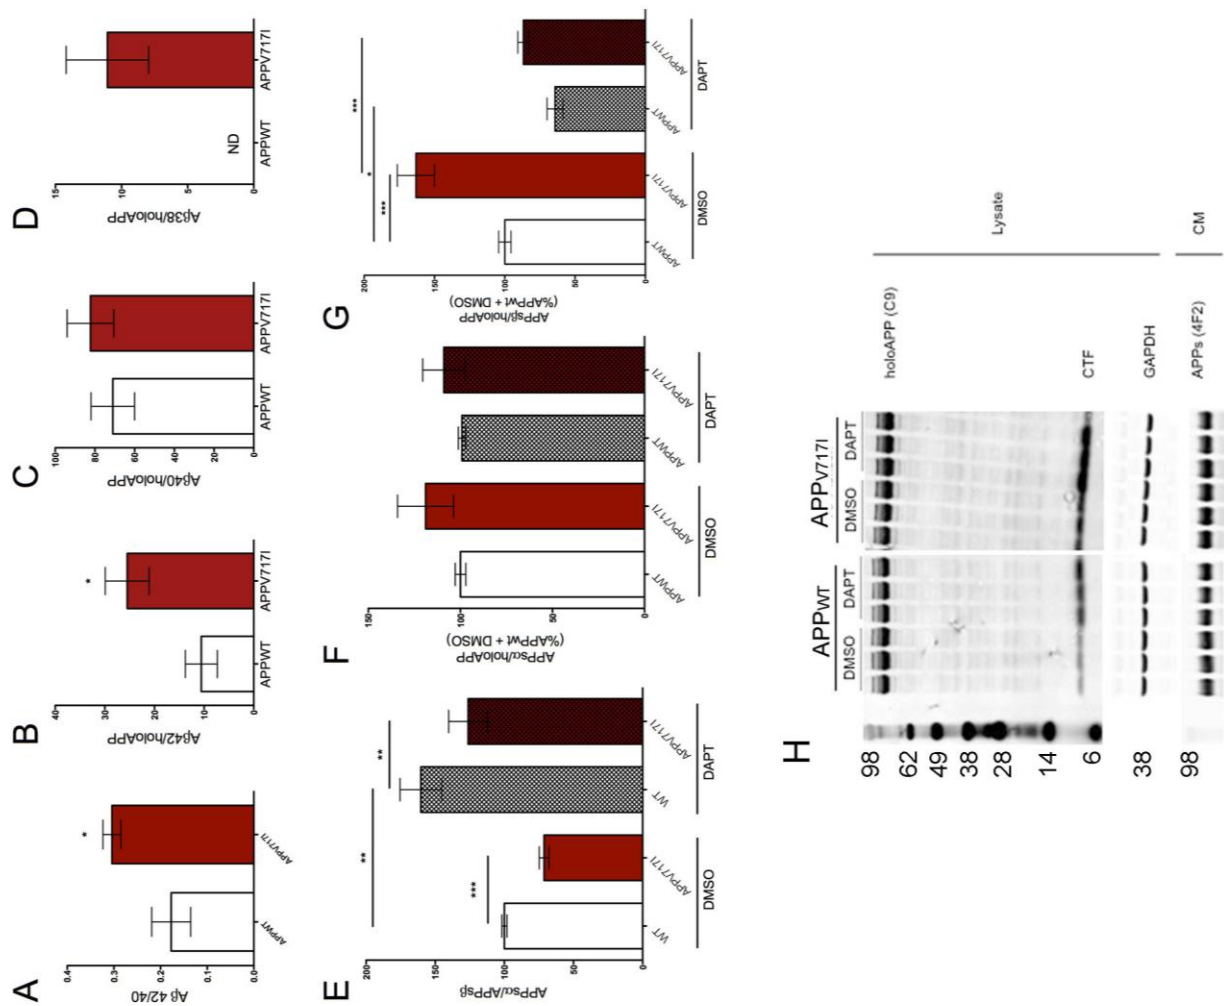 A
Aβ 42/40
0.4
0.3
0.2
0.1
0.0
*
APPWT
APPV717I
B
Aβ42/holoAPP
40
30
20
10
0
*
APPWT
APPV717I
C
Aβ40/holoAPP
100
80
60
40
20
0
APPWT
APPV717I
D
Aβ38/holoAPP
15
10
5
0
ND
APPWT
APPV717I
E
APPsα/APPsβ
200
150
100
50
0
**
**
***
WT
APPV717I
WT
APPV717I
DMSO
DAPT
F
APPsα/holoAPP
(%APPwt + DMSO)
150
100
50
0
APPWT
APPV717I
APPWT
APPV717I
DMSO
DAPT
G
APPsβ/holoAPP
(%APPwt + DMSO)
200
150
100
50
0
***
*
***
APPWT
APPV717I
APPWT
APPV717I
DMSO
DAPT
H
APPWT
APPV717I
DMSO
DAPT
DMSO
DAPT
98
62
49
38
28
14
6
38
98
holoAPP (C9)
CTF
GAPDH
APPs (4F2)
Lysate
CM